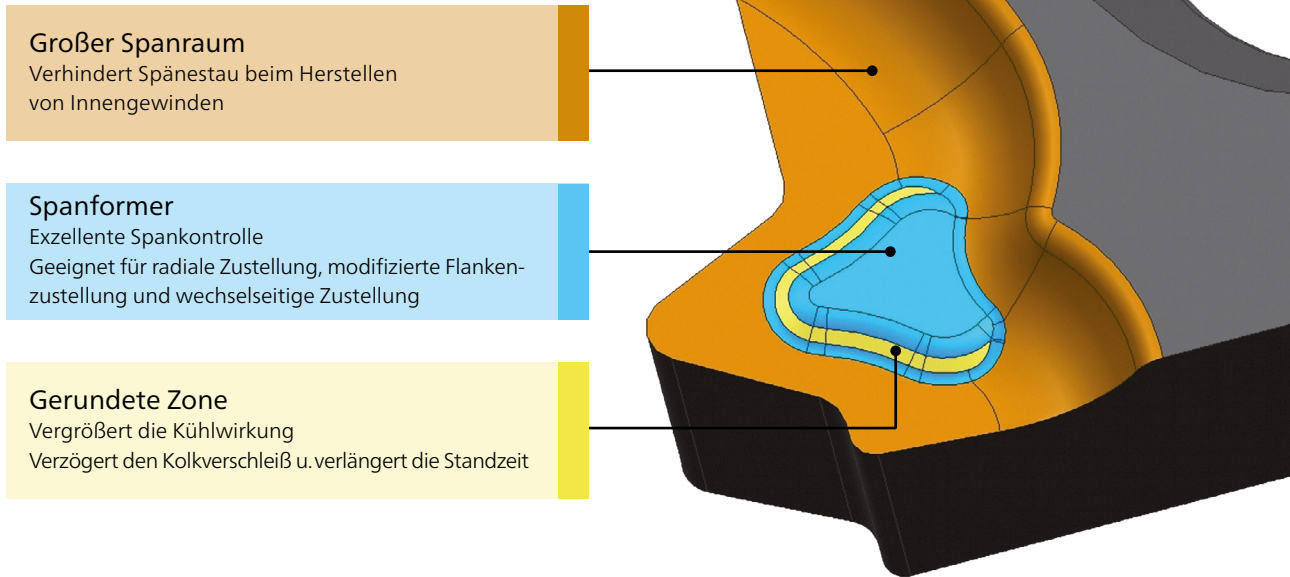 Großer Spanraum
Verhindert Spänestau beim Herstellen
von Innengewinden
Spanformer
Exzellente Spankontrolle
Geeignet für radiale Zustellung, modifizierte Flanken-
zustellung und wechselseitige Zustellung
Gerundete Zone
Vergrößert die Kühlwirkung
Verzögert den Kolkverschleiß u. verlängert die Standzeit